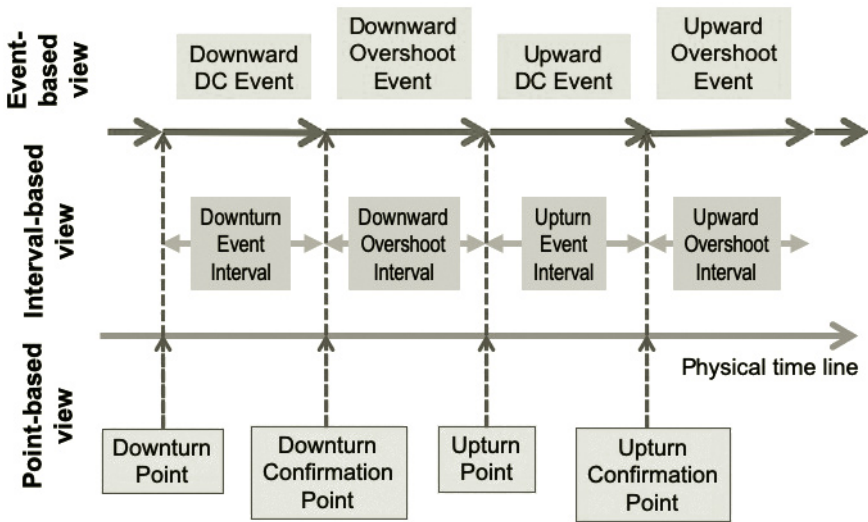 Event-
based
view
Downward
DC Event
Downward
Overshoot
Event
Upward
DC Event
Upward
Overshoot
Event
Interval-based
view
Downturn
Event
Interval
Downward
Overshoot
Interval
Upturn
Event
Interval
Upward
Overshoot
Interval
Physical time line
Point-based
view
Downturn
Point
Downturn
Confirmation
Point
Upturn
Point
Upturn
Confirmation
Point